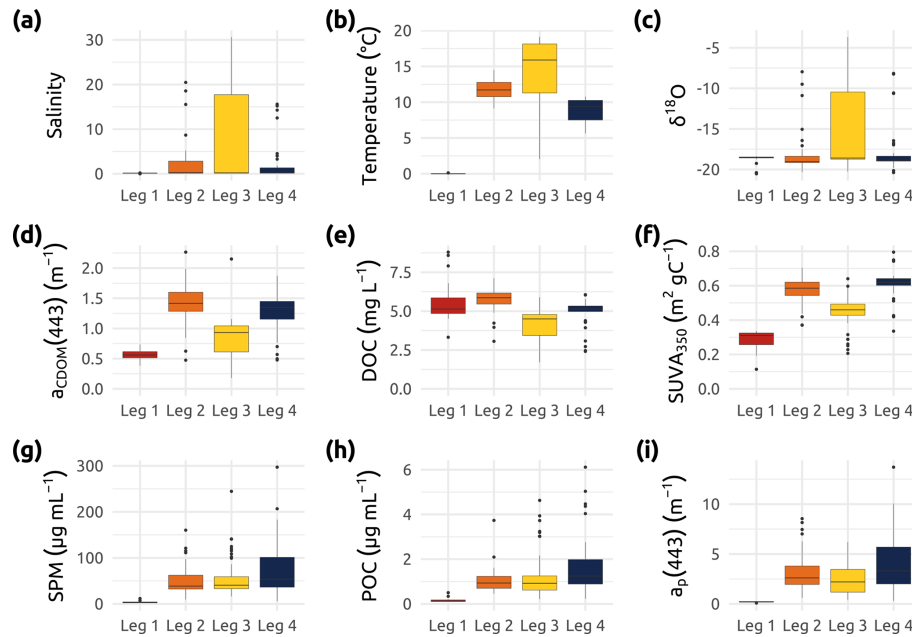 (a) (b) (c)
Salinity
30
20
10
0
Leg 1 Leg 2 Leg 3 Leg 4
Temperature (°C)
20
15
10
5
0
Leg 1 Leg 2 Leg 3 Leg 4
δ¹⁸O
-5
-10
-15
-20
Leg 1 Leg 2 Leg 3 Leg 4
(d) (e) (f)
a_CDOM(443) (m⁻¹)
2.0
1.5
1.0
0.5
0.0
Leg 1 Leg 2 Leg 3 Leg 4
DOC (mg L⁻¹)
7.5
5.0
2.5
0.0
Leg 1 Leg 2 Leg 3 Leg 4
SUVA₃₅₀ (m² gC⁻¹)
0.8
0.6
0.4
0.2
0.0
Leg 1 Leg 2 Leg 3 Leg 4
(g) (h) (i)
SPM (µg mL⁻¹)
300
200
100
50
0
Leg 1 Leg 2 Leg 3 Leg 4
POC (µg mL⁻¹)
6
4
2
0
Leg 1 Leg 2 Leg 3 Leg 4
aₚ(443) (m⁻¹)
10
5
0
Leg 1 Leg 2 Leg 3 Leg 4